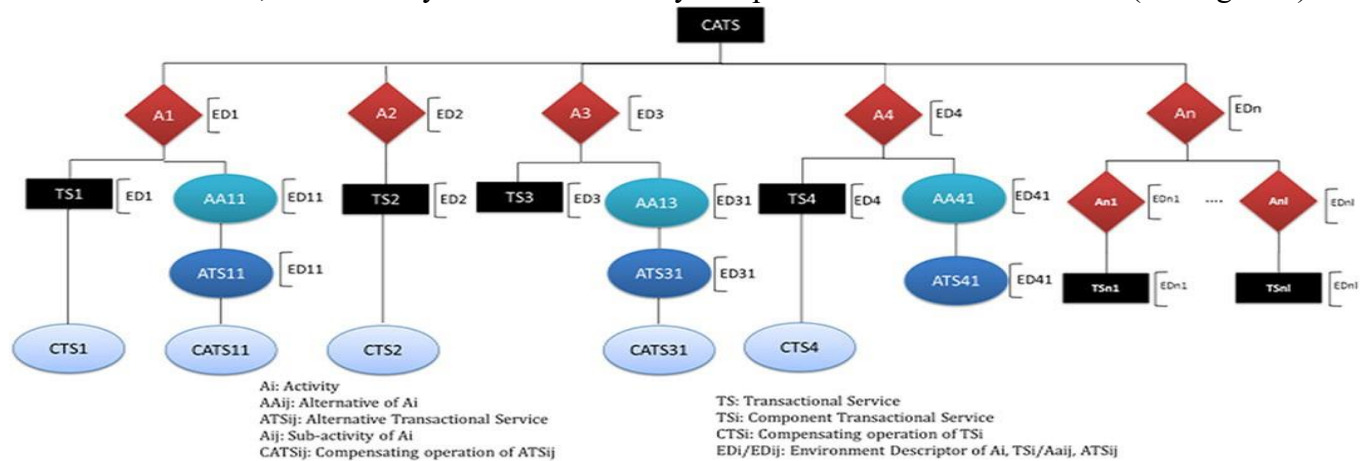 CATS
A1 ED1 A2 ED2 A3 ED3 A4 ED4 An EDn
TS1 ED1 AA11 ED11 TS2 ED2 TS3 ED3 AA13 ED31 TS4 ED4 AA41 ED41 An1 EDn1 .... Anl EDnl
ATS11 ED11 ATS31 ED31 ATS41 ED41 TSn1 EDn1 TSnl EDnl
CTS1 CATS11 CTS2 CATS31 CTS4
Ai: Activity
AAij: Alternative of Ai
ATSij: Alternative Transactional Service
Aij: Sub-activity of Ai
CATSij: Compensating operation of ATSij
TS: Transactional Service
TSi: Component Transactional Service
CTSi: Compensating operation of TSi
EDi/EDij: Environment Descriptor of Ai, TSi/Aaij, ATSij